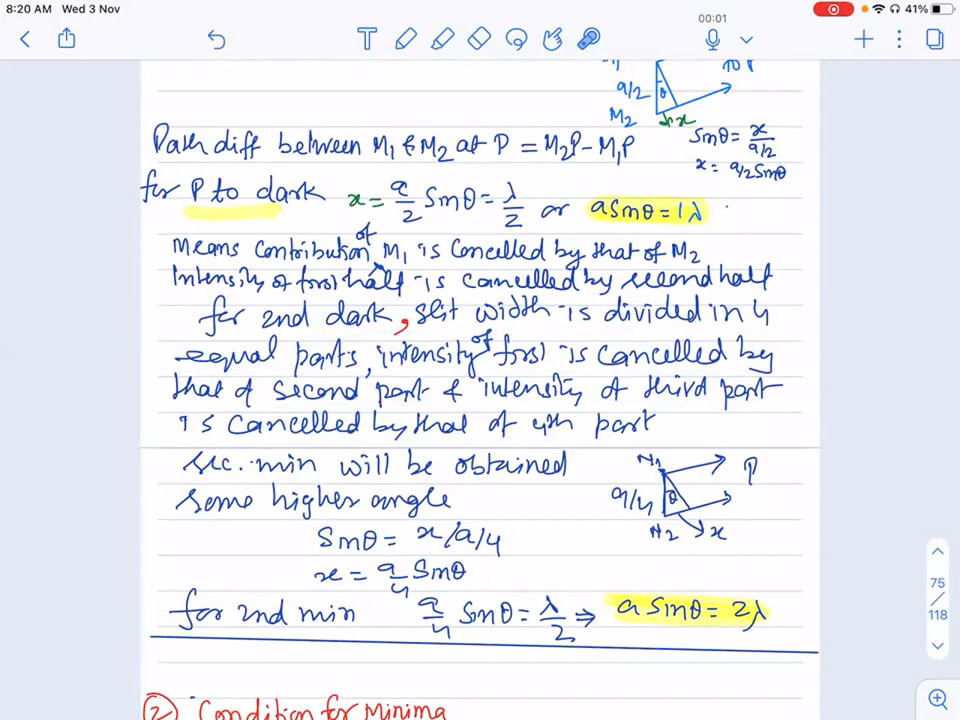 8:20 AM Wed 3 Nov
41%
00:01
T
a/2
θ
to P
M2
x
Path diff between M1 & M2 at P = M2P - M1P
Sinθ = x/a/2
x = a/2 Sinθ
for P to dark x = a/2 Sinθ = λ/2 or a Sinθ = 1λ
Means contribution of M1 is cancelled by that of M2
Intensity of first half is cancelled by second half
for 2nd dark, slit width is divided in 4
equal parts, intensity of first is cancelled by
that of second part & intensity of third part
is cancelled by that of 4th part
sec. min will be obtained
some higher angle
N1
P
a/4
θ
N2
x
Sinθ = x/a/4
x = a/4 Sinθ
for 2nd min a/4 Sinθ = λ/2 ⇒ a Sinθ = 2λ
75
/
118
② Condition for Minima